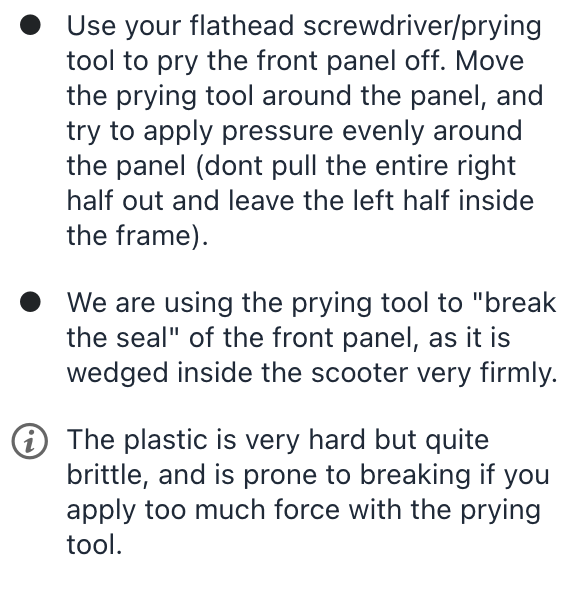 Use your flathead screwdriver/prying
tool to pry the front panel off. Move
the prying tool around the panel, and
try to apply pressure evenly around
the panel (dont pull the entire right
half out and leave the left half inside
the frame).
We are using the prying tool to "break
the seal" of the front panel, as it is
wedged inside the scooter very firmly.
The plastic is very hard but quite
brittle, and is prone to breaking if you
apply too much force with the prying
tool.